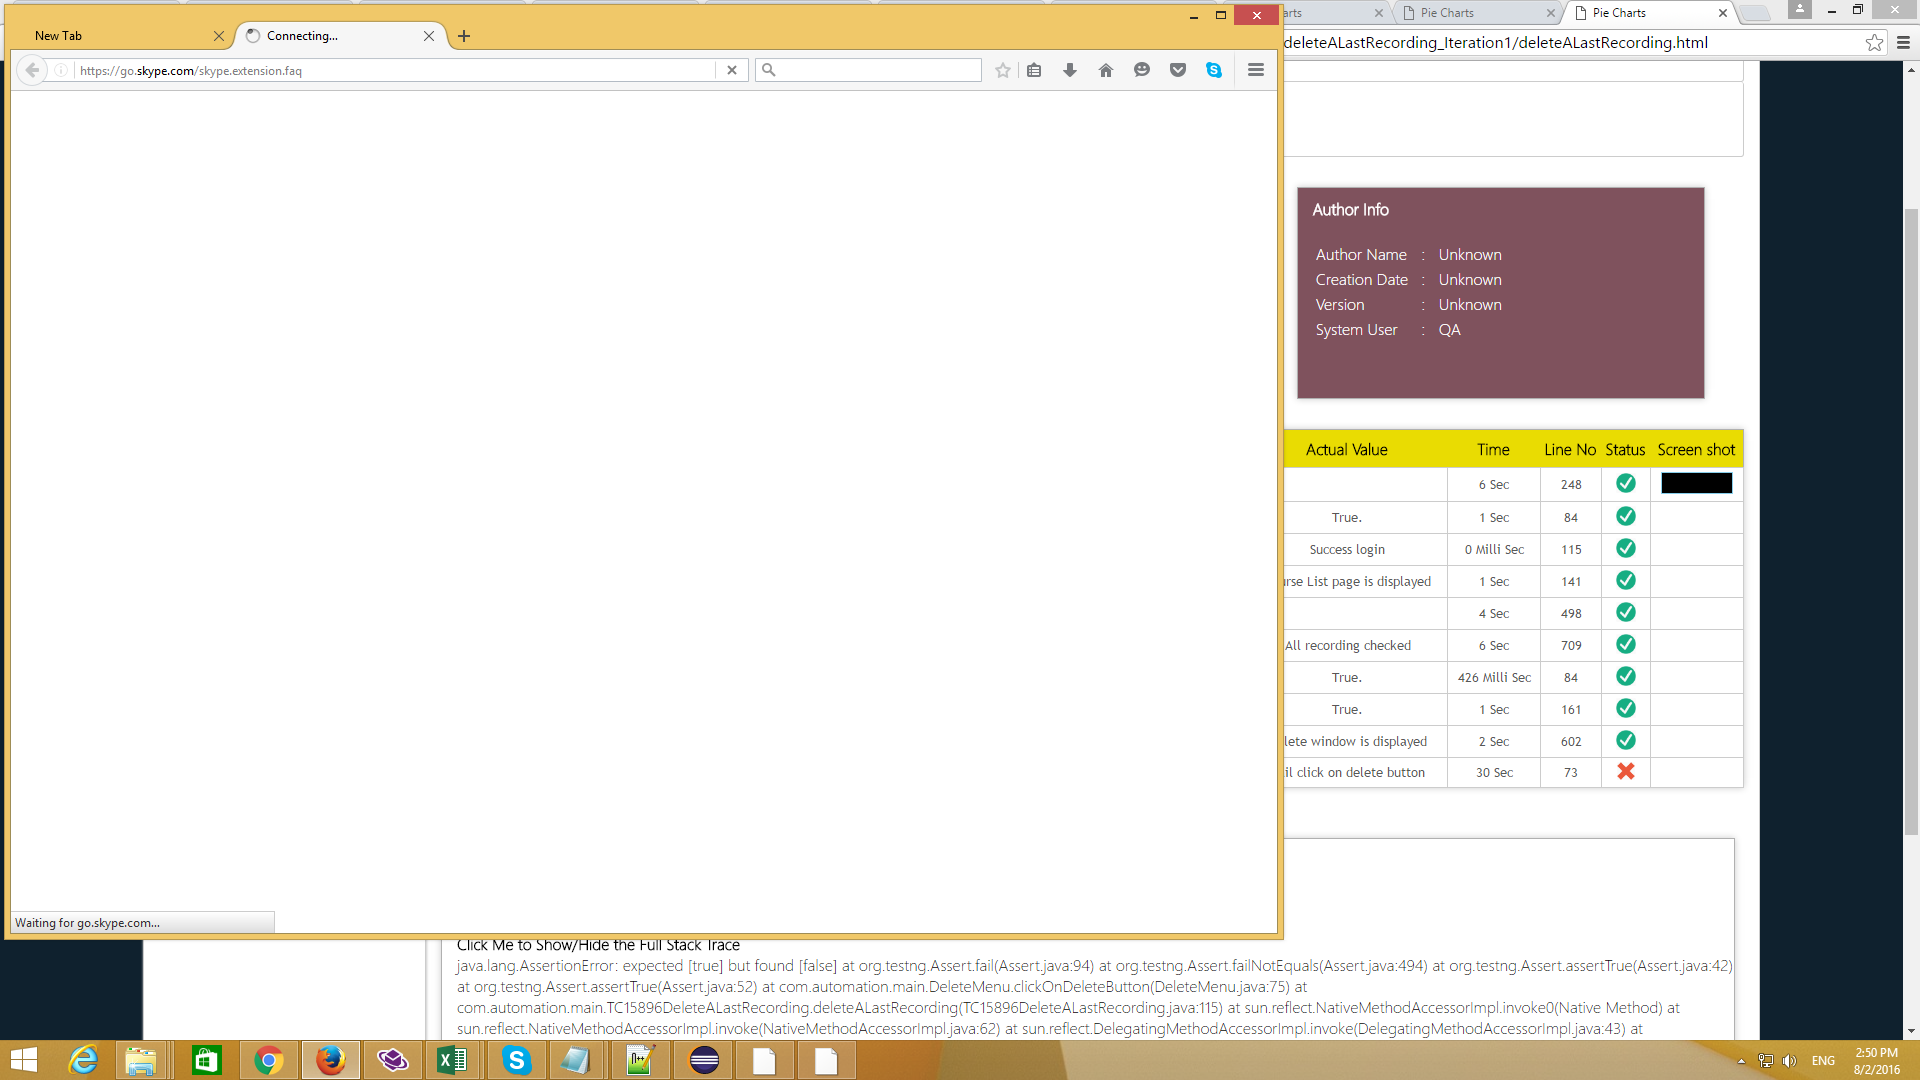 New Tab
Connecting...
arts
Pie Charts
Pie Charts
https://go.skype.com/skype.extension.faq
deleteALastRecording_Iteration1/deleteALastRecording.html
Author Info
Author Name : Unknown
Creation Date : Unknown
Version : Unknown
System User : QA
Actual Value Time Line No Status Screen shot
6 Sec 248
True. 1 Sec 84
Success login 0 Milli Sec 115
urse List page is displayed 1 Sec 141
4 Sec 498
All recording checked 6 Sec 709
True. 426 Milli Sec 84
True. 1 Sec 161
lete window is displayed 2 Sec 602
il click on delete button 30 Sec 73
Waiting for go.skype.com...
Click Me to Show/Hide the Full Stack Trace
java.lang.AssertionError: expected [true] but found [false] at org.testng.Assert.fail(Assert.java:94) at org.testng.Assert.failNotEquals(Assert.java:494) at org.testng.Assert.assertTrue(Assert.java:42)
at org.testng.Assert.assertTrue(Assert.java:52) at com.automation.main.DeleteMenu.clickOnDeleteButton(DeleteMenu.java:75) at
com.automation.main.TC15896DeleteALastRecording.deleteALastRecording(TC15896DeleteALastRecording.java:115) at sun.reflect.NativeMethodAccessorImpl.invoke0(Native Method) at
sun.reflect.NativeMethodAccessorImpl.invoke(NativeMethodAccessorImpl.java:62) at sun.reflect.DelegatingMethodAccessorImpl.invoke(DelegatingMethodAccessorImpl.java:43) at
ENG
2:50 PM
8/2/2016